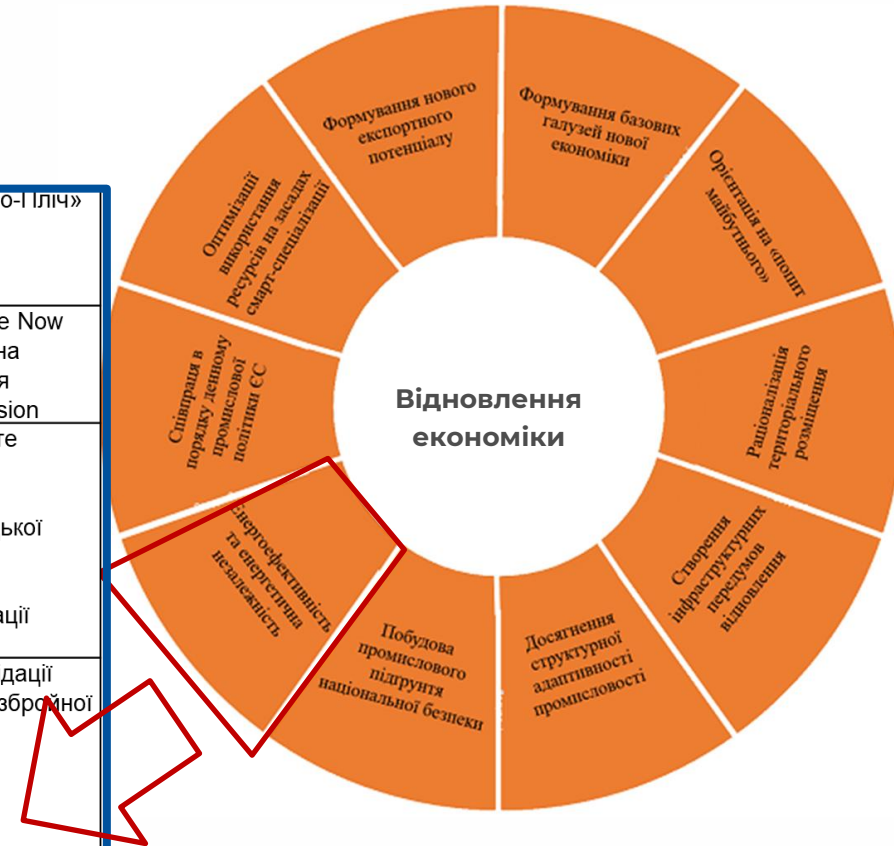 Формування нового
експортного
потенціалу
Формування базових
галузей нової
економіки
Орієнтація на «попит
майбутнього»
Раціоналізація
територіального
розміщення
Створення
інфраструктурних
передумов
відновлення
Досягнення
структурної
адаптивності
промисловості
Побудова
промислового
підґрунтя
національної безпеки
Енергоефективність
та енергетична
незалежність
Співпраця в
порядку денному
промислової
політики ЄС
Оптимізації
використання
ресурсів на засадах
смарт-спеціалізації
Відновлення
економіки
о-Пліч»
e Now
на
я
sion
те
ької
ації
дації
збройної